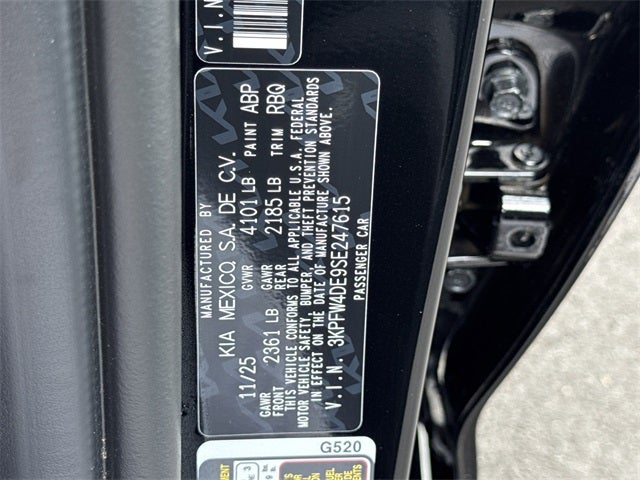 V.I.N
MANUFACTURED BY
KIA MEXICO, S.A. DE C.V.
11/25 GVWR 4101 LB PAINT ABP
GAWR FRONT 2361 LB GAWR REAR 2185 LB TRIM RBQ
THIS VEHICLE CONFORMS TO ALL APPLICABLE U.S.A. FEDERAL
MOTOR VEHICLE SAFETY, BUMPER, AND THEFT PREVENTION STANDARDS
IN EFFECT ON THE DATE OF MANUFACTURE SHOWN ABOVE.
V.I.N. 3KPFW4DE9SE247615
PASSENGER CAR
G520